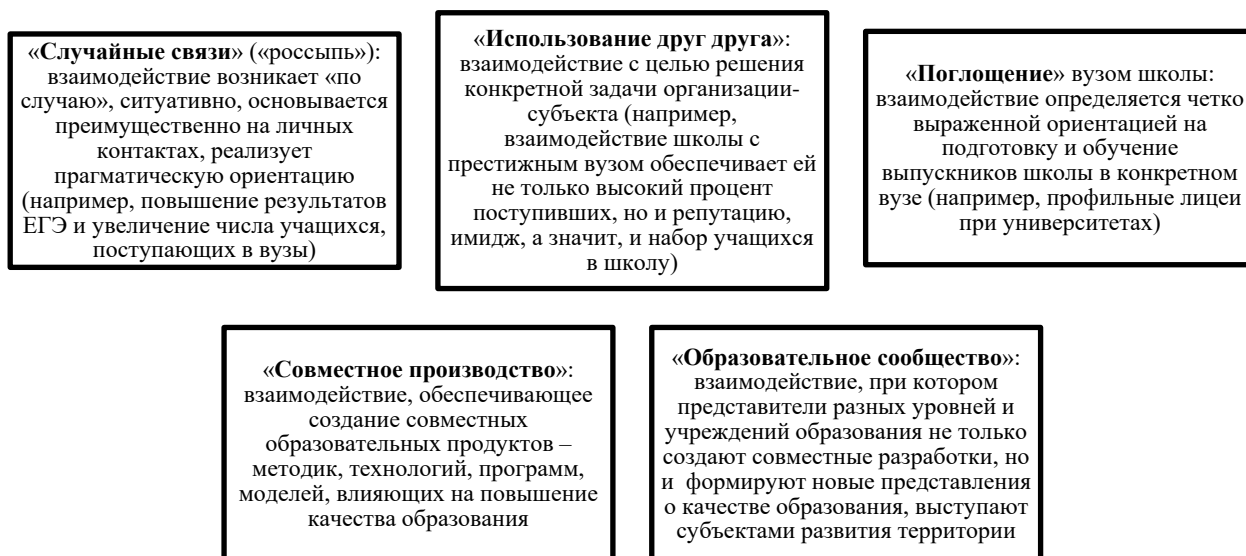 «Случайные связи» («россыпь»):
взаимодействие возникает «по
случаю», ситуативно, основывается
преимущественно на личных
контактах, реализует
прагматическую ориентацию
(например, повышение результатов
ЕГЭ и увеличение числа учащихся,
поступающих в вузы)
«Использование друг друга»:
взаимодействие с целью решения
конкретной задачи организации-
субъекта (например,
взаимодействие школы с
престижным вузом обеспечивает ей
не только высокий процент
поступивших, но и репутацию,
имидж, а значит, и набор учащихся
в школу)
«Поглощение» вузом школы:
взаимодействие определяется четко
выраженной ориентацией на
подготовку и обучение
выпускников школы в конкретном
вузе (например, профильные лицеи
при университетах)
«Совместное производство»:
взаимодействие, обеспечивающее
создание совместных
образовательных продуктов –
методик, технологий, программ,
моделей, влияющих на повышение
качества образования
«Образовательное сообщество»:
взаимодействие, при котором
представители разных уровней и
учреждений образования не только
создают совместные разработки, но
и формируют новые представления
о качестве образования, выступают
субъектами развития территории